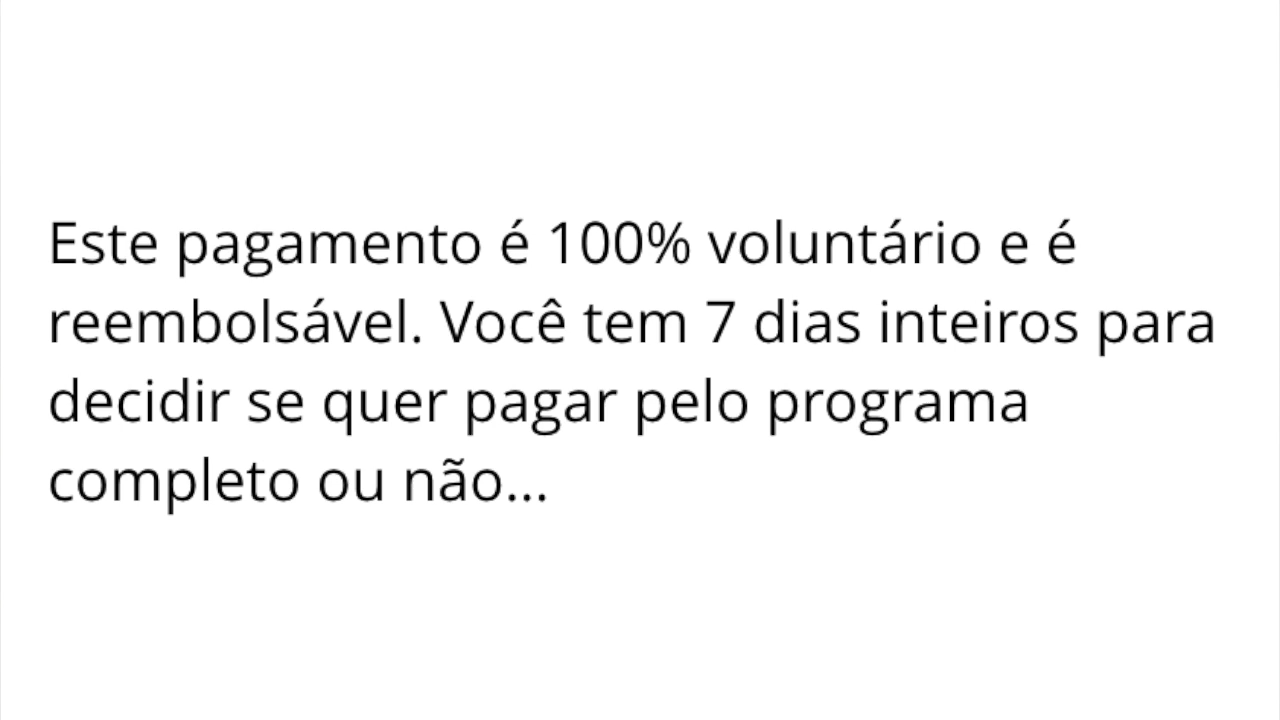 Este pagamento é 100% voluntário e é
reembolsável. Você tem 7 dias inteiros para
decidir se quer pagar pelo programa
completo ou não...